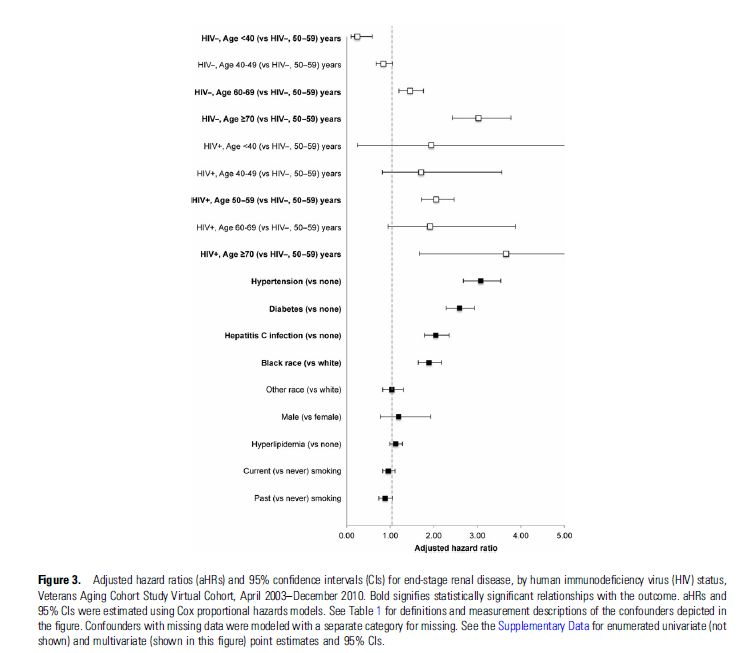 HIV–, Age <40 (vs HIV–, 50–59) years
HIV–, Age 40-49 (vs HIV–, 50–59) years
HIV–, Age 60-69 (vs HIV–, 50–59) years
HIV–, Age ≥70 (vs HIV–, 50–59) years
HIV+, Age <40 (vs HIV–, 50–59) years
HIV+, Age 40-49 (vs HIV–, 50–59) years
HIV+, Age 50–59 (vs HIV–, 50–59) years
HIV+, Age 60-69 (vs HIV–, 50–59) years
HIV+, Age ≥70 (vs HIV–, 50–59) years
Hypertension (vs none)
Diabetes (vs none)
Hepatitis C infection (vs none)
Black race (vs white)
Other race (vs white)
Male (vs female)
Hyperlipidemia (vs none)
Current (vs never) smoking
Past (vs never) smoking
0.00 1.00 2.00 3.00 4.00 5.00
Adjusted hazard ratio
Figure 3. Adjusted hazard ratios (aHRs) and 95% confidence intervals (CIs) for end-stage renal disease, by human immunodeficiency virus (HIV) status,
Veterans Aging Cohort Study Virtual Cohort, April 2003–December 2010. Bold signifies statistically significant relationships with the outcome. aHRs and
95% CIs were estimated using Cox proportional hazards models. See Table 1 for definitions and measurement descriptions of the confounders depicted
in the figure. Confounders with missing data were modeled with a separate category for missing. See the Supplementary Data for enumerated univariate (not
shown) and multivariate (shown in this figure) point estimates and 95% CIs.